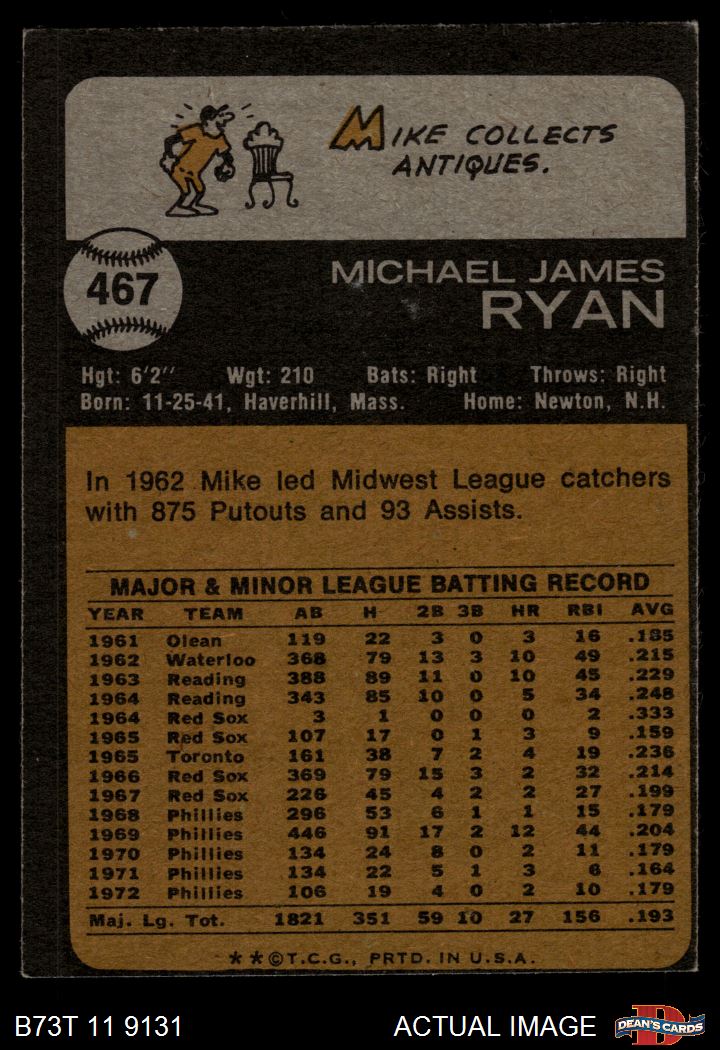 MIKE COLLECTS
ANTIQUES.
467
MICHAEL JAMES
RYAN
Hgt: 6'2" Wgt: 210 Bats: Right Throws: Right
Born: 11-25-41, Haverhill, Mass. Home: Newton, N.H.
In 1962 Mike led Midwest League catchers
with 875 Putouts and 93 Assists.
MAJOR & MINOR LEAGUE BATTING RECORD
YEAR TEAM AB H 2B 3B HR RBI AVG
1961 Olean 119 22 3 0 3 16 .185
1962 Waterloo 368 79 13 3 10 49 .215
1963 Reading 388 89 11 0 10 45 .229
1964 Reading 343 85 10 0 5 34 .248
1964 Red Sox 3 1 0 0 0 2 .333
1965 Red Sox 107 17 0 1 3 9 .159
1965 Toronto 161 38 7 2 4 19 .236
1966 Red Sox 369 79 15 3 2 32 .214
1967 Red Sox 226 45 4 2 2 27 .199
1968 Phillies 296 53 6 1 1 15 .179
1969 Phillies 446 91 17 2 12 44 .204
1970 Phillies 134 24 8 0 2 11 .179
1971 Phillies 134 22 5 1 3 6 .164
1972 Phillies 106 19 4 0 2 10 .179
Maj. Lg. Tot. 1821 351 59 10 27 156 .193
**©T.C.G., PRTD. IN U.S.A.
B73T 11 9131 ACTUAL IMAGE DEAN'S CARDS